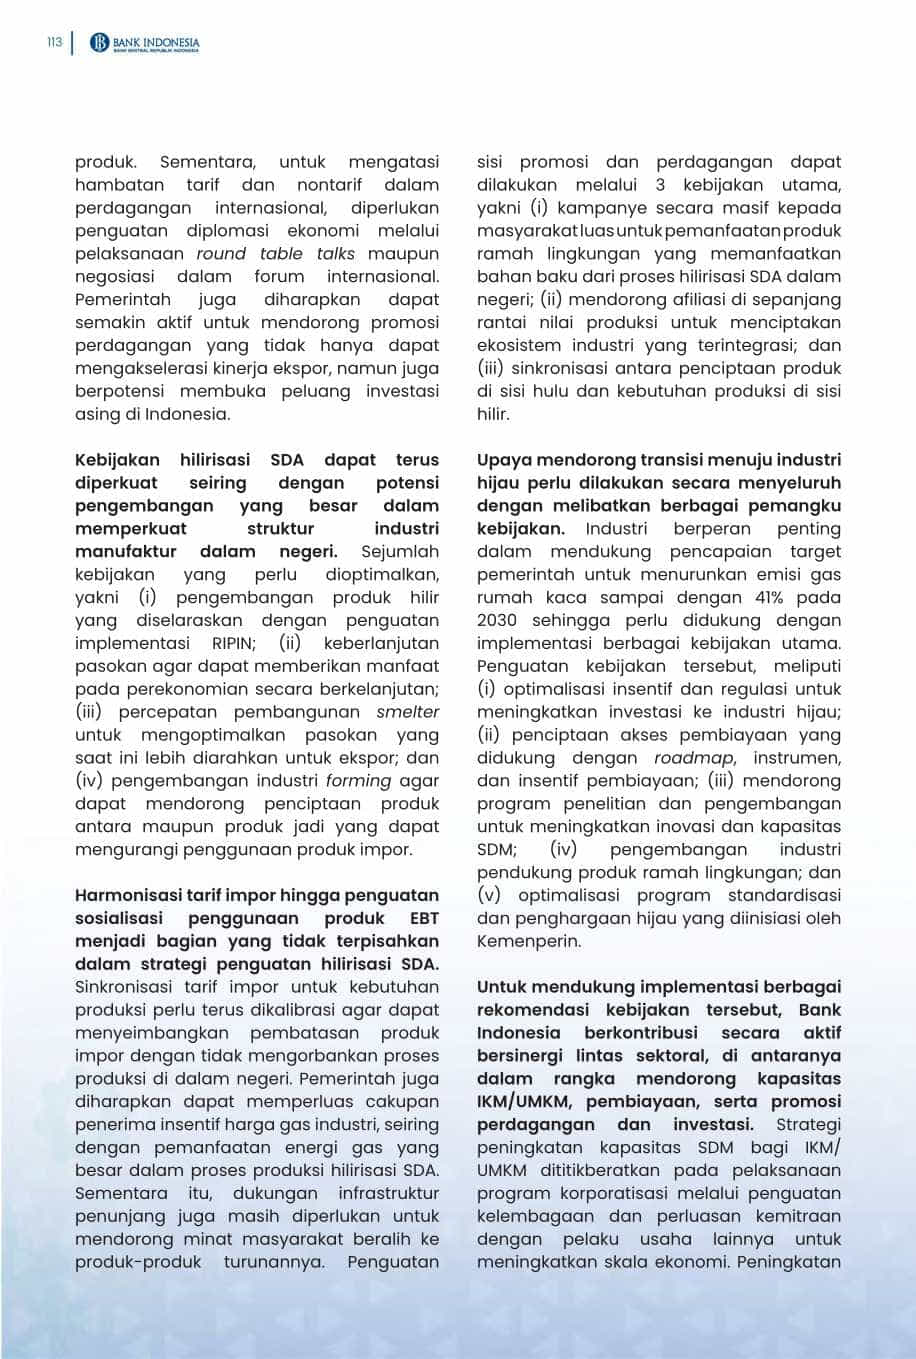 113
BANK INDONESIA
BANK SENTRAL REPUBLIK INDONESIA
produk. Sementara, untuk mengatasi
hambatan tarif dan nontarif dalam
perdagangan internasional, diperlukan
penguatan diplomasi ekonomi melalui
pelaksanaan round table talks maupun
negosiasi dalam forum internasional.
Pemerintah juga diharapkan dapat
semakin aktif untuk mendorong promosi
perdagangan yang tidak hanya dapat
mengakselerasi kinerja ekspor, namun juga
berpotensi membuka peluang investasi
asing di Indonesia.
Kebijakan hilirisasi SDA dapat terus
diperkuat seiring dengan potensi
pengembangan yang besar dalam
memperkuat struktur industri
manufaktur dalam negeri. Sejumlah
kebijakan yang perlu dioptimalkan,
yakni (i) pengembangan produk hilir
yang diselaraskan dengan penguatan
implementasi RIPIN; (ii) keberlanjutan
pasokan agar dapat memberikan manfaat
pada perekonomian secara berkelanjutan;
(iii) percepatan pembangunan smelter
untuk mengoptimalkan pasokan yang
saat ini lebih diarahkan untuk ekspor; dan
(iv) pengembangan industri forming agar
dapat mendorong penciptaan produk
antara maupun produk jadi yang dapat
mengurangi penggunaan produk impor.
Harmonisasi tarif impor hingga penguatan
sosialisasi penggunaan produk EBT
menjadi bagian yang tidak terpisahkan
dalam strategi penguatan hilirisasi SDA.
Sinkronisasi tarif impor untuk kebutuhan
produksi perlu terus dikalibrasi agar dapat
menyeimbangkan pembatasan produk
impor dengan tidak mengorbankan proses
produksi di dalam negeri. Pemerintah juga
diharapkan dapat memperluas cakupan
penerima insentif harga gas industri, seiring
dengan pemanfaatan energi gas yang
besar dalam proses produksi hilirisasi SDA.
Sementara itu, dukungan infrastruktur
penunjang juga masih diperlukan untuk
mendorong minat masyarakat beralih ke
produk-produk turunannya. Penguatan
sisi promosi dan perdagangan dapat
dilakukan melalui 3 kebijakan utama,
yakni (i) kampanye secara masif kepada
masyarakat luas untuk pemanfaatan produk
ramah lingkungan yang memanfaatkan
bahan baku dari proses hilirisasi SDA dalam
negeri; (ii) mendorong afiliasi di sepanjang
rantai nilai produksi untuk menciptakan
ekosistem industri yang terintegrasi; dan
(iii) sinkronisasi antara penciptaan produk
di sisi hulu dan kebutuhan produksi di sisi
hilir.
Upaya mendorong transisi menuju industri
hijau perlu dilakukan secara menyeluruh
dengan melibatkan berbagai pemangku
kebijakan. Industri berperan penting
dalam mendukung pencapaian target
pemerintah untuk menurunkan emisi gas
rumah kaca sampai dengan 41% pada
2030 sehingga perlu didukung dengan
implementasi berbagai kebijakan utama.
Penguatan kebijakan tersebut, meliputi
(i) optimalisasi insentif dan regulasi untuk
meningkatkan investasi ke industri hijau;
(ii) penciptaan akses pembiayaan yang
didukung dengan roadmap, instrumen,
dan insentif pembiayaan; (iii) mendorong
program penelitian dan pengembangan
untuk meningkatkan inovasi dan kapasitas
SDM; (iv) pengembangan industri
pendukung produk ramah lingkungan; dan
(v) optimalisasi program standardisasi
dan penghargaan hijau yang diinisiasi oleh
Kemenperin.
Untuk mendukung implementasi berbagai
rekomendasi kebijakan tersebut, Bank
Indonesia berkontribusi secara aktif
bersinergi lintas sektoral, di antaranya
dalam rangka mendorong kapasitas
IKM/UMKM, pembiayaan, serta promosi
perdagangan dan investasi. Strategi
peningkatan kapasitas SDM bagi IKM/
UMKM dititikberatkan pada pelaksanaan
program korporatisasi melalui penguatan
kelembagaan dan perluasan kemitraan
dengan pelaku usaha lainnya untuk
meningkatkan skala ekonomi. Peningkatan